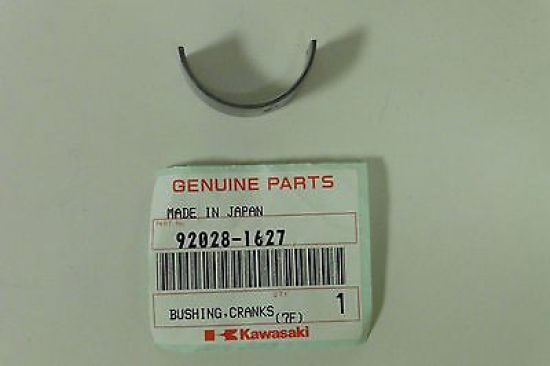 GENUINE PARTS
MADE IN JAPAN
PART NO.
92028-1627
QTY
BUSHING,CRANKS(7F) 1
Kawasaki